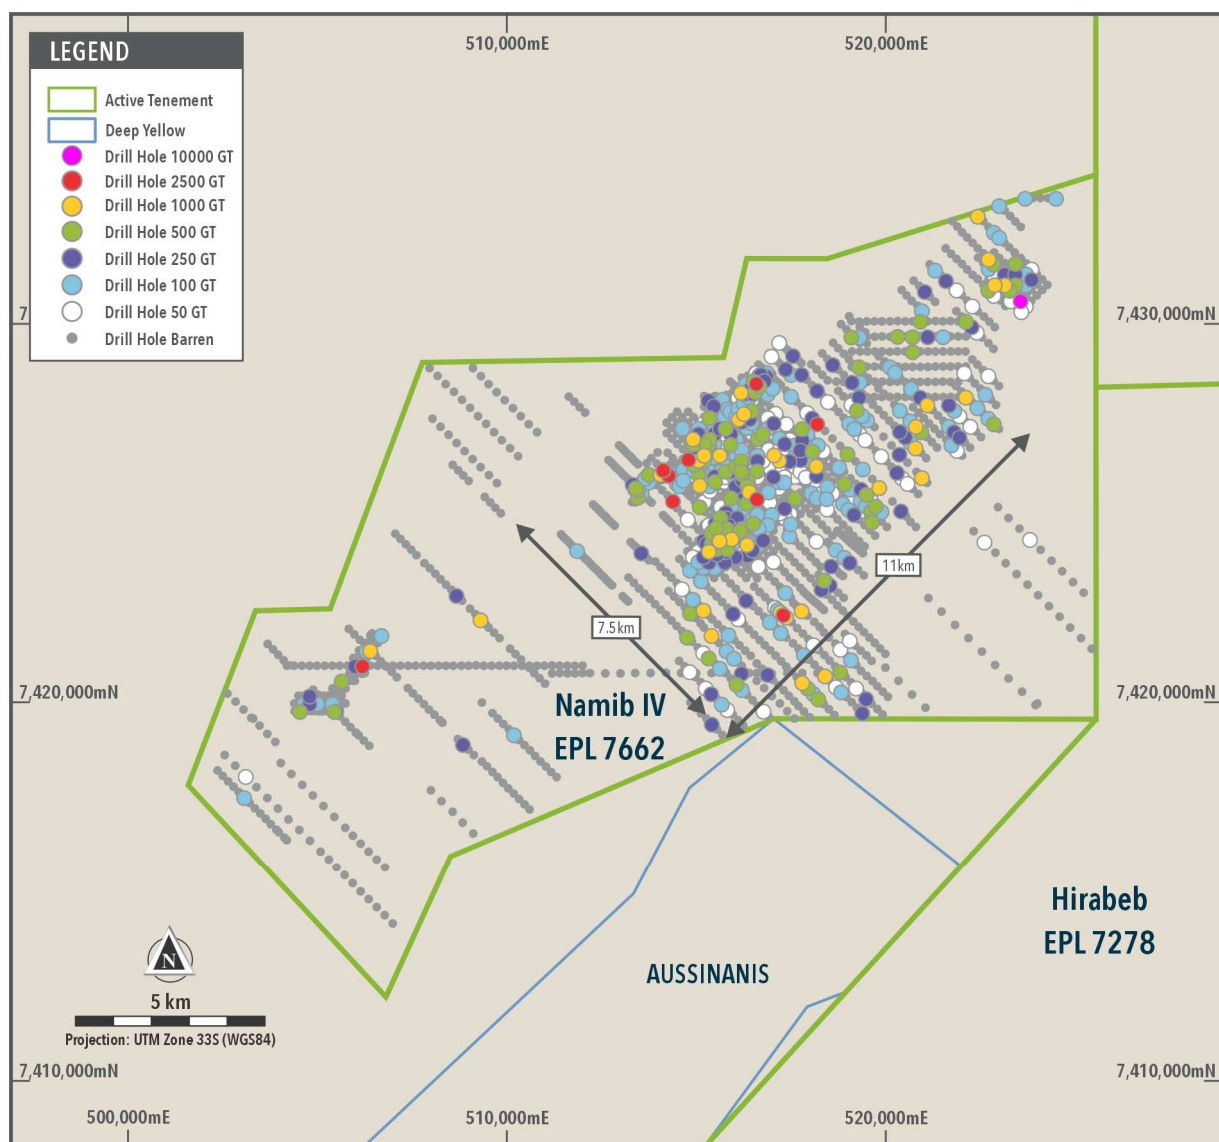 LEGEND
Active Tenement
Deep Yellow
Drill Hole 10000 GT
Drill Hole 2500 GT
Drill Hole 1000 GT
Drill Hole 500 GT
Drill Hole 250 GT
Drill Hole 100 GT
Drill Hole 50 GT
Drill Hole Barren
510,000mE
520,000mE
7
7,430,000mN
11km
7.5km
7,420,000mN
7,420,000mN
Namib IV
EPL 7662
Hirabeb
EPL 7278
AUSSINANIS
N
5 km
Projection: UTM Zone 33S (WGS84)
7,410,000mN
7,410,000mN
500,000mE
510,000mE
520,000mE